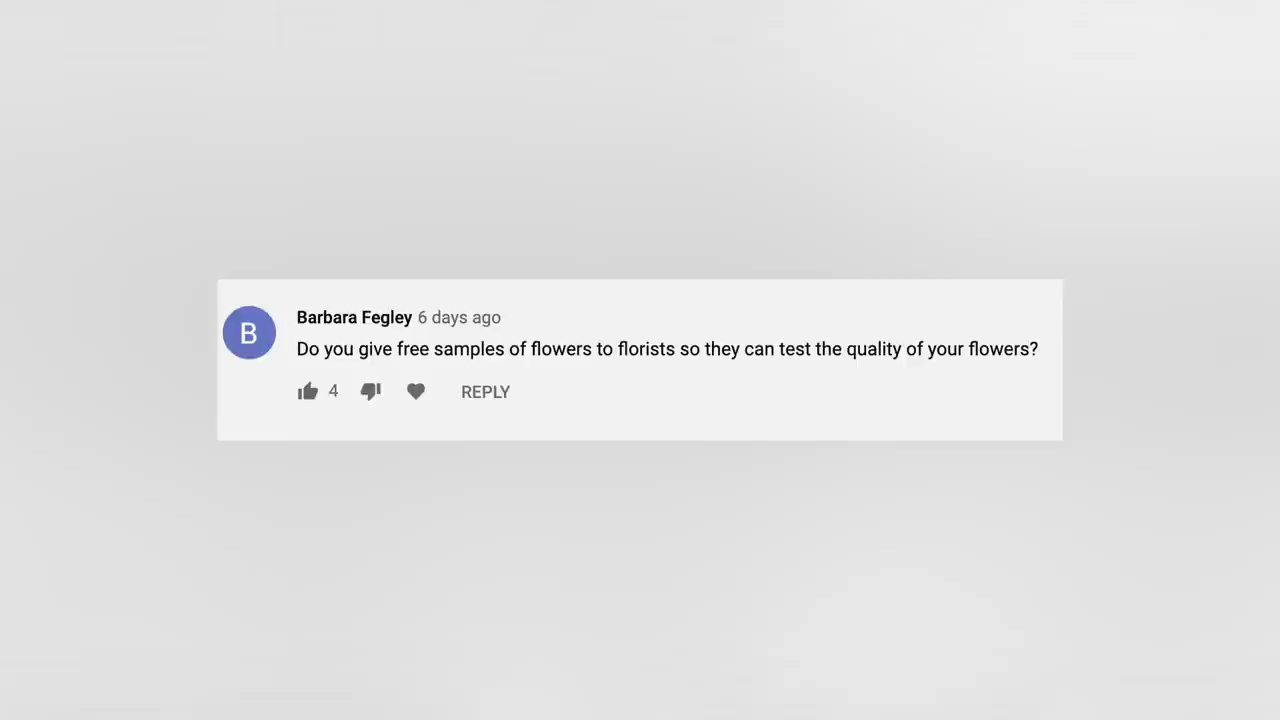 B
Barbara Fegley 6 days ago
Do you give free samples of flowers to florists so they can test the quality of your flowers?
4 REPLY